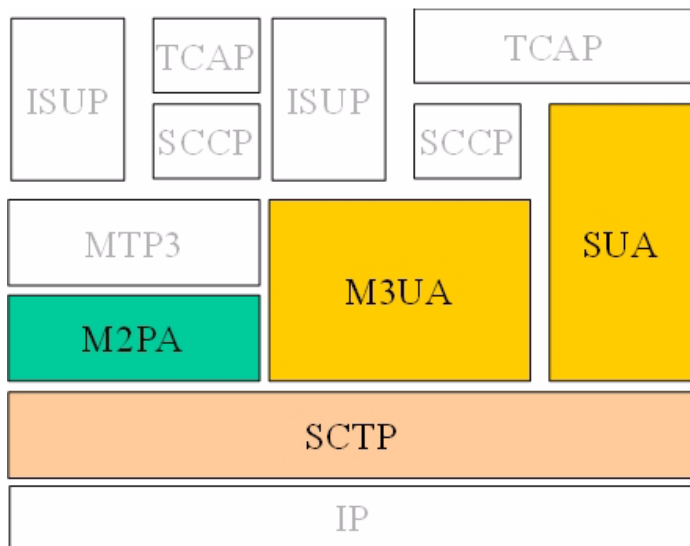 TCAP
TCAP
ISUP
ISUP
SCCP
SCCP
MTP3
SUA
M3UA
M2PA
SCTP
IP